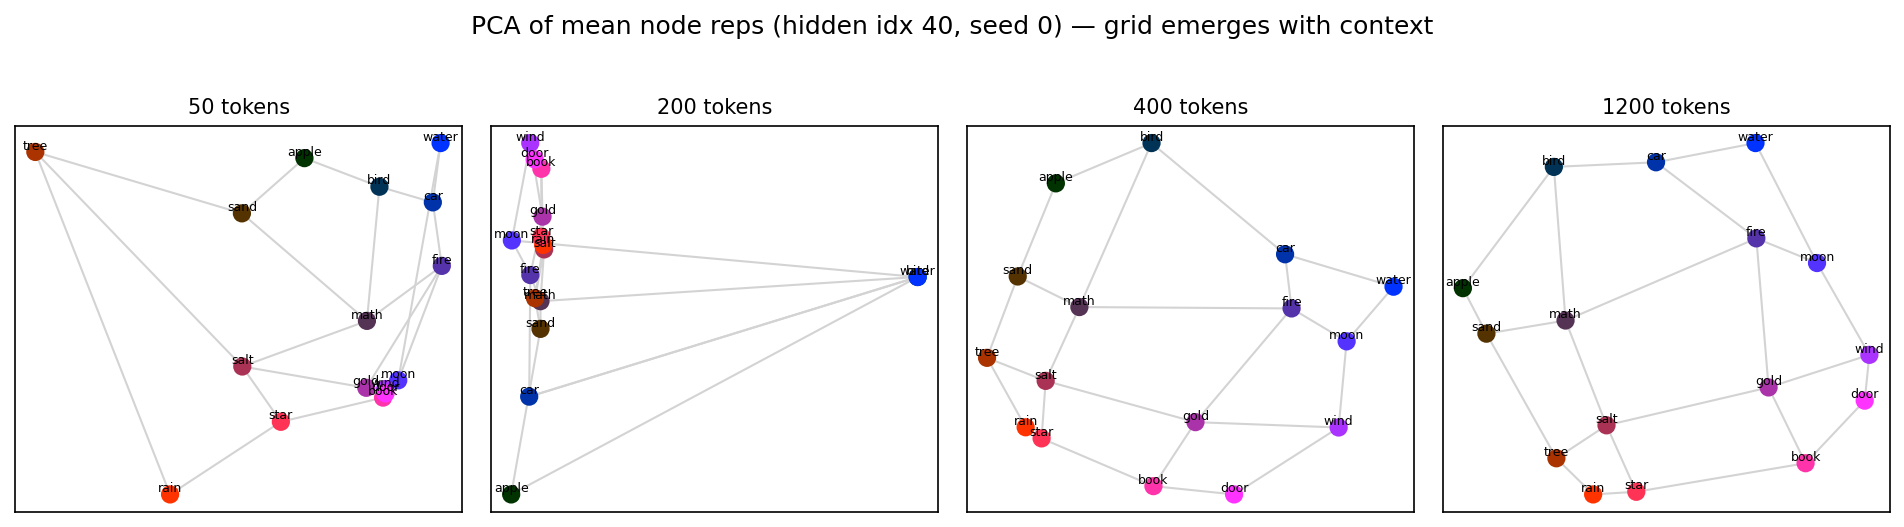 PCA of mean node reps (hidden idx 40, seed 0) — grid emerges with context
50 tokens
tree
water
apple
bird
car
sand
fire
math
salt
moon
gold
wind
door
book
star
rain
200 tokens
wind
door
book
gold
star
moon
rain
salt
fire
water
tree
math
sand
car
apple
400 tokens
bird
apple
car
sand
water
math
fire
moon
tree
salt
gold
rain
wind
star
book
door
1200 tokens
water
car
bird
fire
moon
apple
math
sand
wind
gold
door
salt
tree
book
star
rain